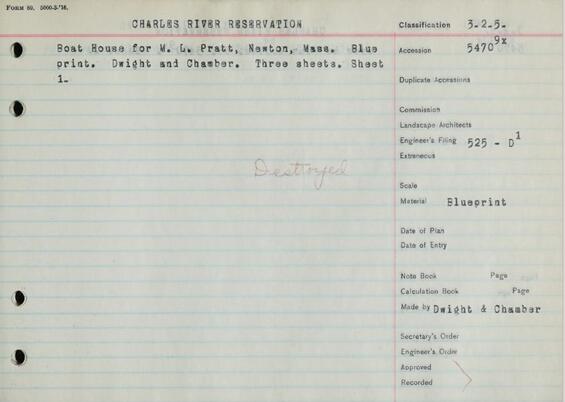 FORM 89. 5000-3-'16.
CHARLES RIVER RESERVATION
Boat House for M. L. Pratt, Newton, Mass. Blue
print. Dwight and Chamber. Three sheets. Sheet
1-
Destroyed
Classification 3-2-5-
Accession 5470 9x
Duplicate Accessions
Commission
Landscape Architects
Engineer's Filing 525 - D1
Extraneous
Scale
Material Blueprint
Date of Plan
Date of Entry
Note Book Page
Calculation Book Page
Made by Dwight & Chamber
Secretary's Order
Engineer's Order
Approved
Recorded